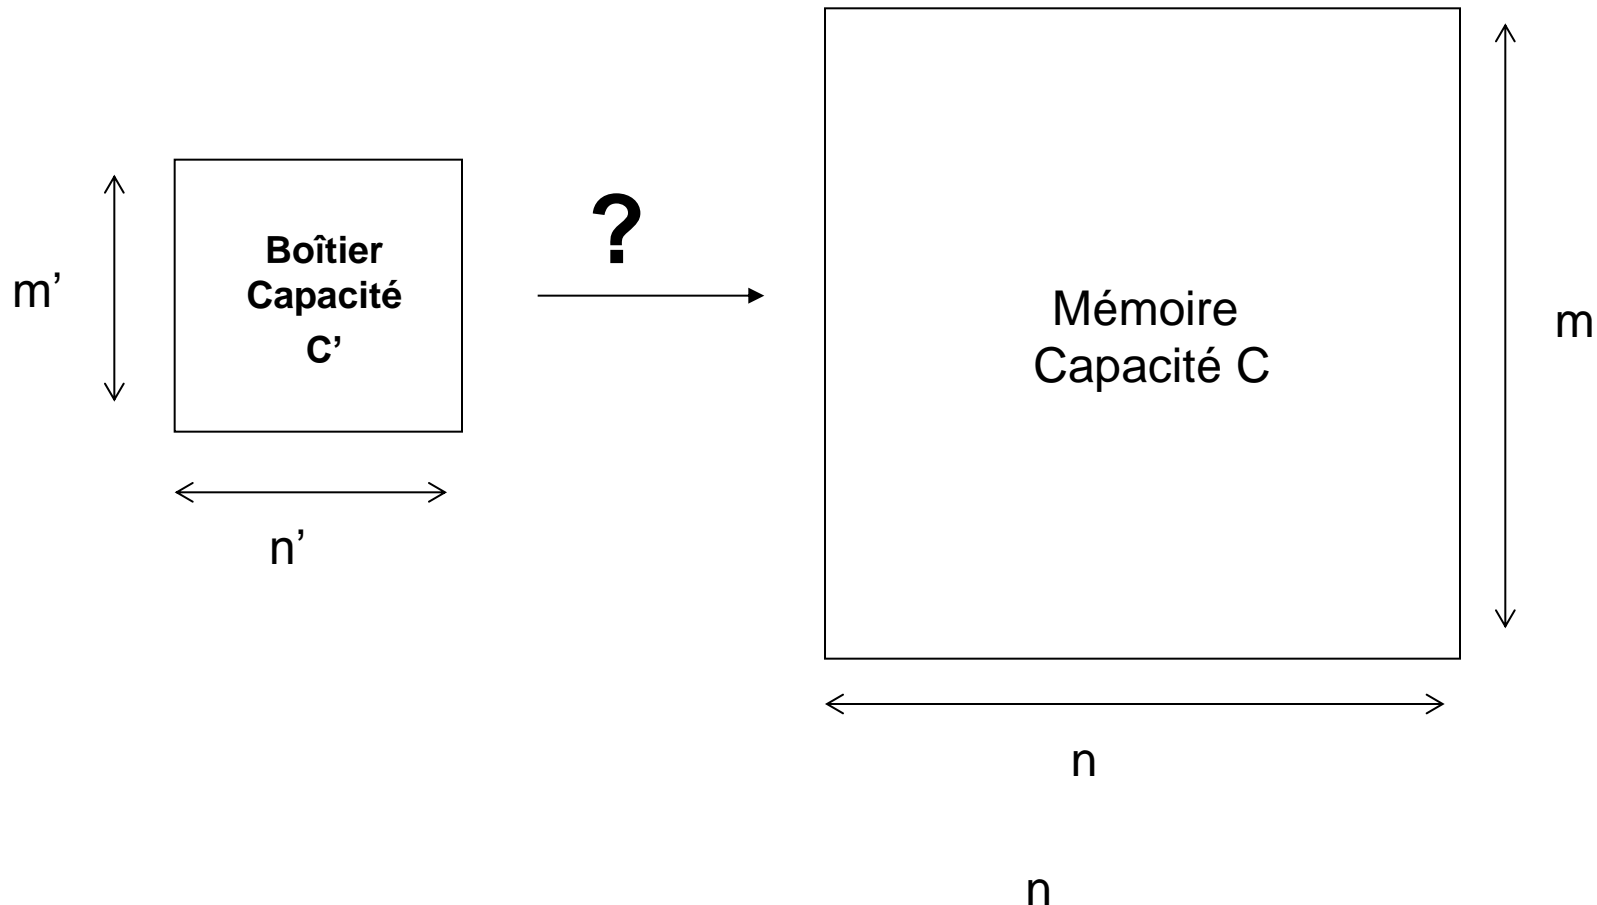 m’
Boîtier
Capacité
C’
n’
?
Mémoire
Capacité C
m
n
n